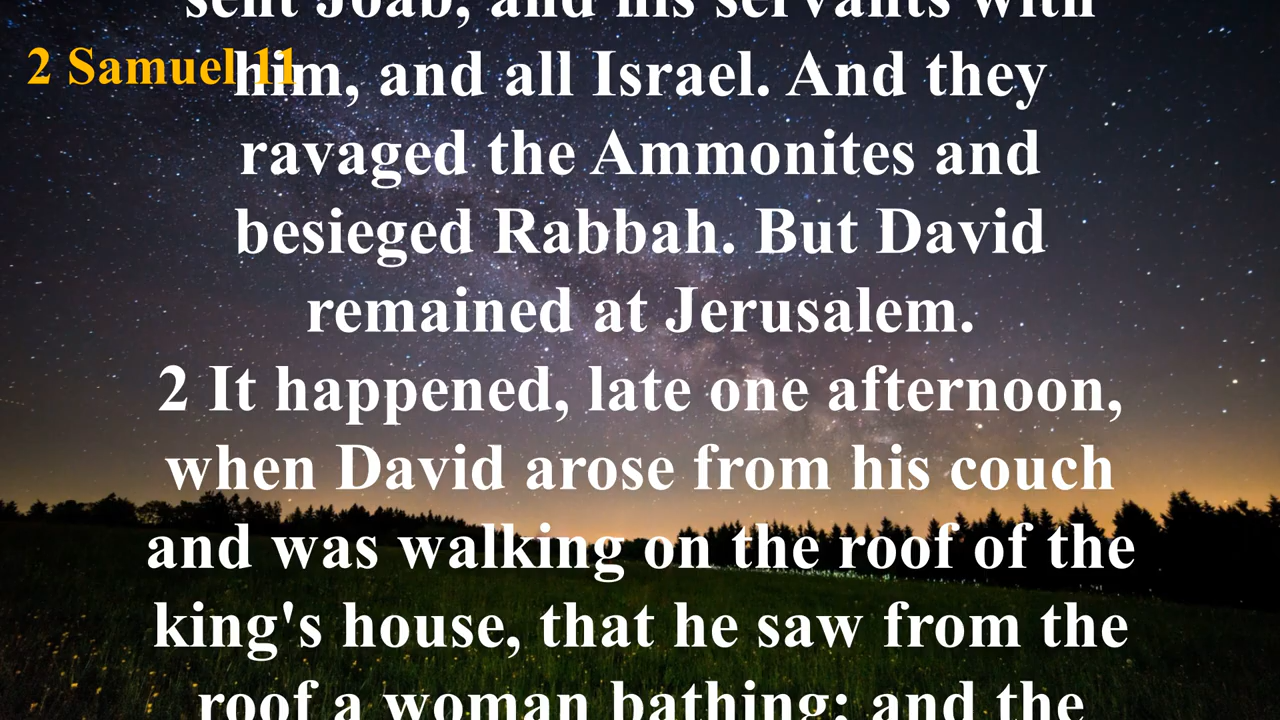 sent Joab, and his servants with
2 Samuel 11
him, and all Israel. And they
ravaged the Ammonites and
besieged Rabbah. But David
remained at Jerusalem.
2 It happened, late one afternoon,
when David arose from his couch
and was walking on the roof of the
king's house, that he saw from the
roof a woman bathing; and the